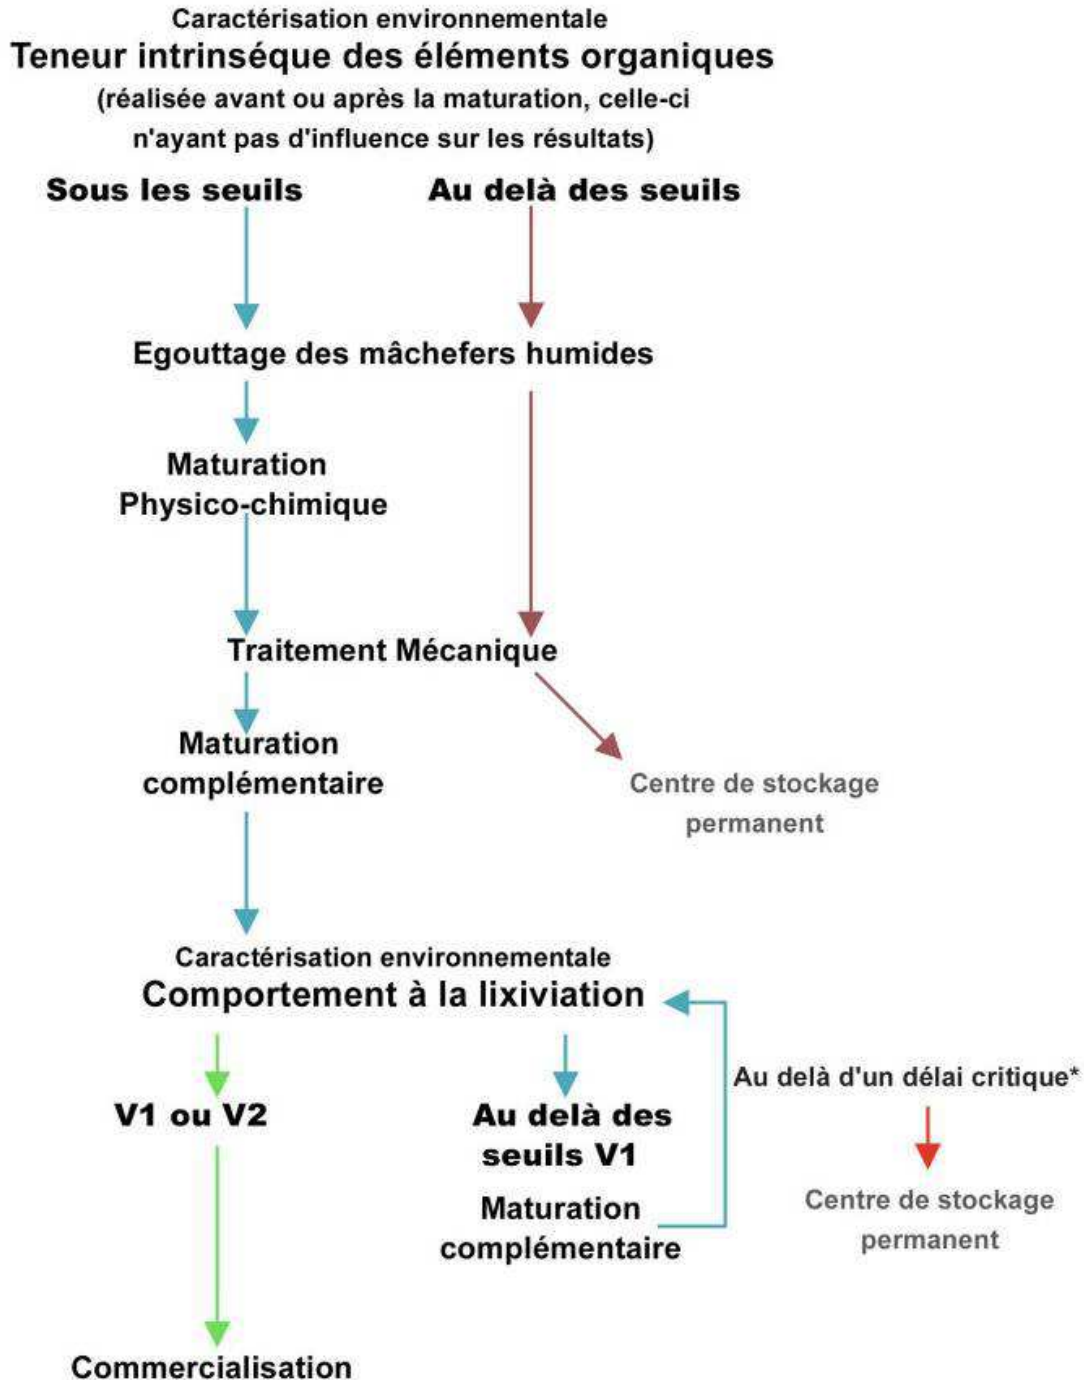 Caractérisation environnementale
Teneur intrinséque des éléments organiques
(réalisée avant ou après la maturation, celle-ci
n'ayant pas d'influence sur les résultats)
Sous les seuils
Au delà des seuils
Egouttage des mâchefers humides
Maturation
Physico-chimique
Traitement Mécanique
Maturation
complémentaire
Centre de stockage
permanent
Caractérisation environnementale
Comportement à la lixiviation
Au delà d'un délai critique*
V1 ou V2
Au delà des
seuils V1
Maturation
complémentaire
Centre de stockage
permanent
Commercialisation